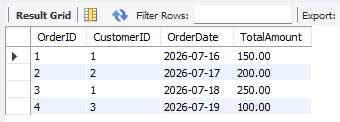 Result Grid Filter Rows: Export:
OrderID CustomerID OrderDate TotalAmount
1 1 2026-07-16 150.00
2 2 2026-07-17 200.00
3 1 2026-07-18 250.00
4 3 2026-07-19 100.00